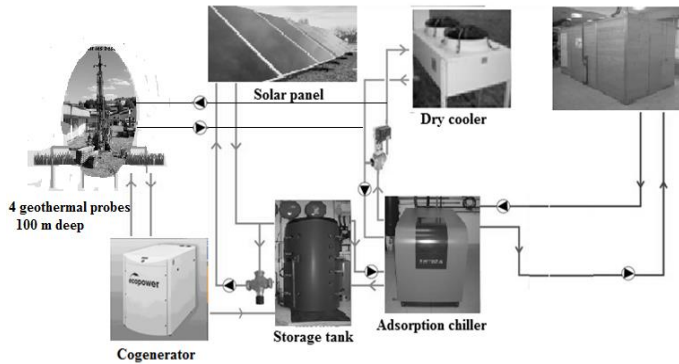 Solar panel
Dry cooler
4 geothermal probes
100 m deep
ecopower
Cogenerator
Storage tank
Adsorption chiller